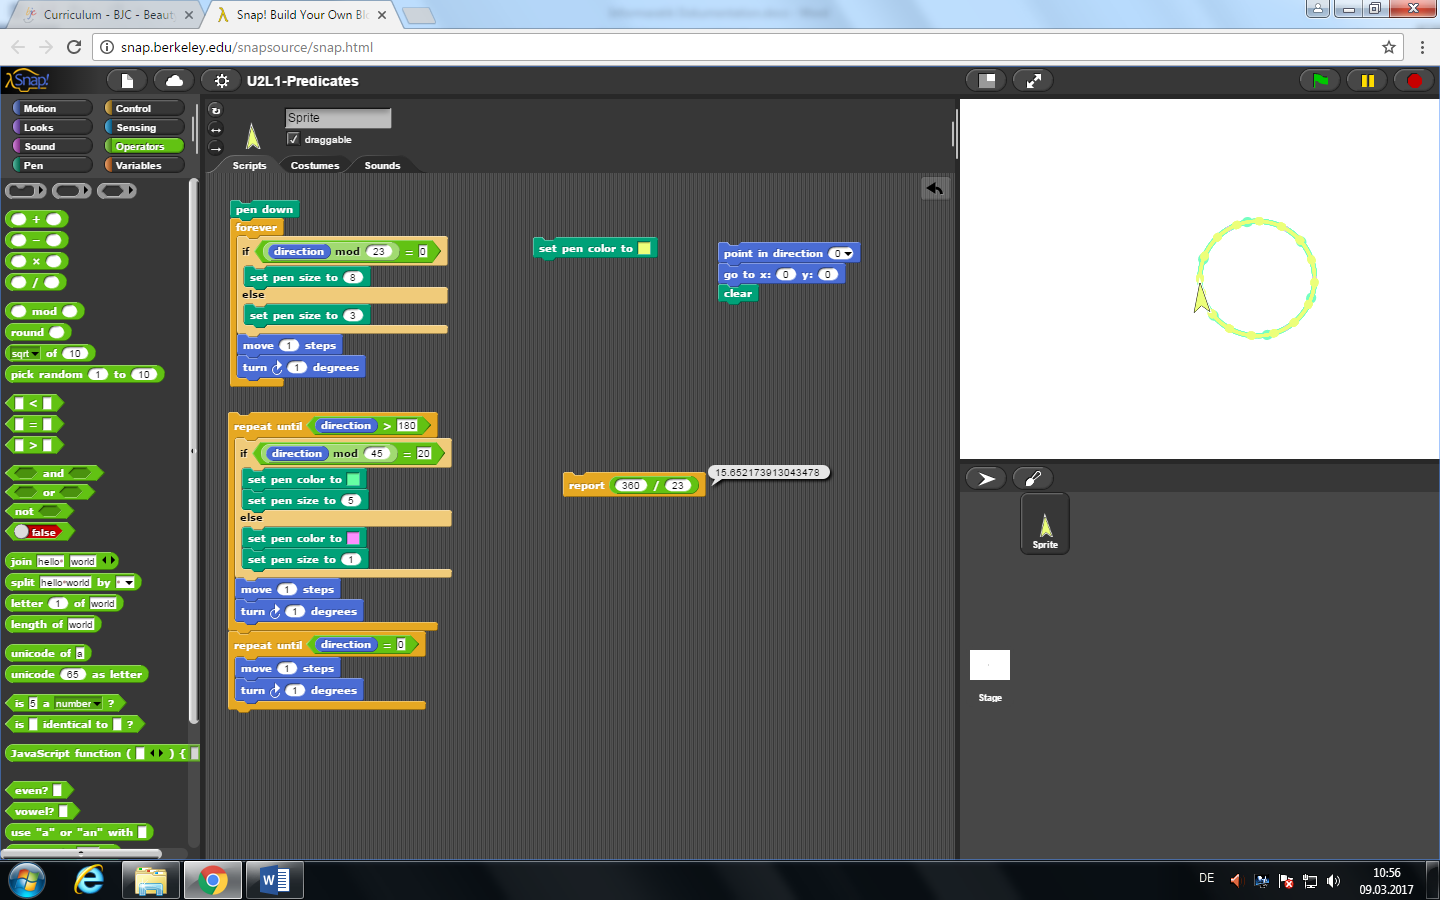 Curriculum - BJC - Beaut
Snap! Build Your Own Blo
snap.berkeley.edu/snapsource/snap.html
Snap!
U2L1-Predicates
Motion
Control
Looks
Sensing
Sound
Operators
Pen
Variables
+
−
×
/
mod
round
sqrt of 10
pick random 1 to 10
<
=
>
and
or
not
false
join hello world
split hello world by
letter 1 of world
length of world
unicode of a
unicode 65 as letter
is 5 a number ?
is identical to ?
JavaScript function ( ) {
even?
vowel?
use "a" or "an" with
Sprite
draggable
Scripts
Costumes
Sounds
pen down
forever
if direction mod 23 = 0
set pen size to 8
else
set pen size to 3
move 1 steps
turn 1 degrees
set pen color to
point in direction 0
go to x: 0 y: 0
clear
repeat until direction > 180
if direction mod 45 = 20
set pen color to
set pen size to 5
else
set pen color to
set pen size to 1
move 1 steps
turn 1 degrees
repeat until direction = 0
move 1 steps
turn 1 degrees
report 360 / 23
15.652173913043478
Sprite
Stage
DE
10:56
09.03.2017